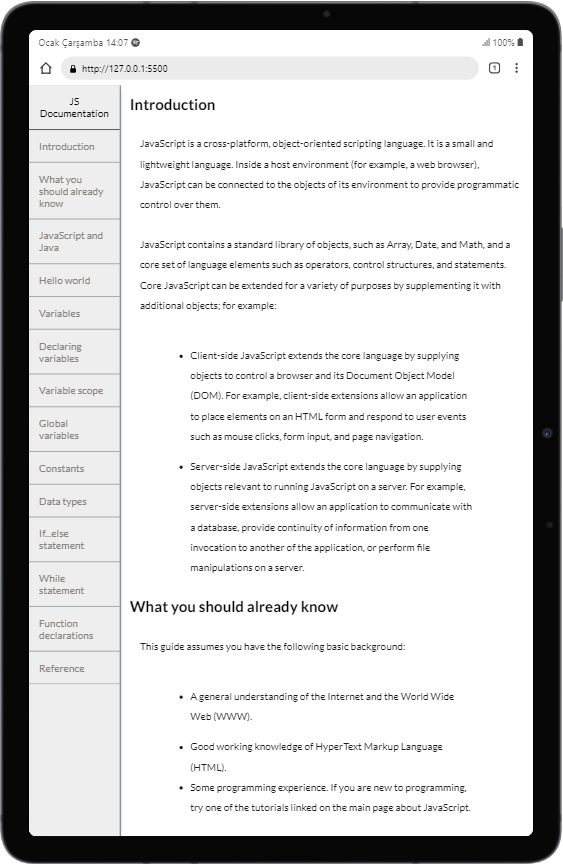 Ocak Çarşamba 14:07
100%
http://127.0.0.1:5500
1
JS
Documentation
Introduction
What you
should already
know
JavaScript and
Java
Hello world
Variables
Declaring
variables
Variable scope
Global
variables
Constants
Data types
If...else
statement
While
statement
Function
declarations
Reference
Introduction
JavaScript is a cross-platform, object-oriented scripting language. It is a small and
lightweight language. Inside a host environment (for example, a web browser),
JavaScript can be connected to the objects of its environment to provide programmatic
control over them.
JavaScript contains a standard library of objects, such as Array, Date, and Math, and a
core set of language elements such as operators, control structures, and statements.
Core JavaScript can be extended for a variety of purposes by supplementing it with
additional objects; for example:
• Client-side JavaScript extends the core language by supplying
objects to control a browser and its Document Object Model
(DOM). For example, client-side extensions allow an application
to place elements on an HTML form and respond to user events
such as mouse clicks, form input, and page navigation.
• Server-side JavaScript extends the core language by supplying
objects relevant to running JavaScript on a server. For example,
server-side extensions allow an application to communicate with
a database, provide continuity of information from one
invocation to another of the application, or perform file
manipulations on a server.
What you should already know
This guide assumes you have the following basic background:
• A general understanding of the Internet and the World Wide
Web (WWW).
• Good working knowledge of HyperText Markup Language
(HTML).
• Some programming experience. If you are new to programming,
try one of the tutorials linked on the main page about JavaScript.